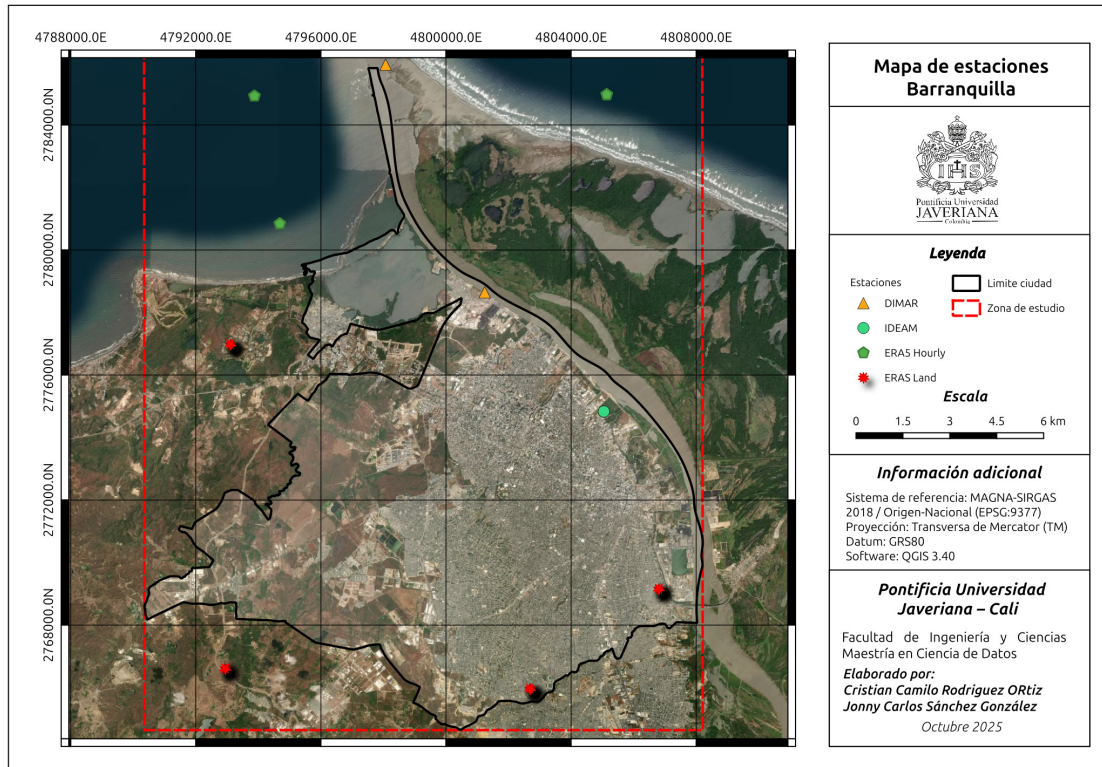 4788000.0E 4792000.0E 4796000.0E 4800000.0E 4804000.0E 4808000.0E
2784000.0N
2780000.0N
2776000.0N
2772000.0N
2768000.0N
Mapa de estaciones
Barranquilla
IHS
Pontificia Universidad
JAVERIANA
Colombia
Leyenda
Estaciones
DIMAR
IDEAM
ERA5 Hourly
ERA5 Land
Limite ciudad
Zona de estudio
Escala
0 1.5 3 4.5 6 km
Información adicional
Sistema de referencia: MAGNA-SIRGAS
2018 / Origen-Nacional (EPSG:9377)
Proyección: Transversa de Mercator (TM)
Datum: GRS80
Software: QGIS 3.40
Pontificia Universidad
Javeriana – Cali
Facultad de Ingeniería y Ciencias
Maestría en Ciencia de Datos
Elaborado por:
Cristian Camilo Rodriguez ORtiz
Jonny Carlos Sánchez González
Octubre 2025